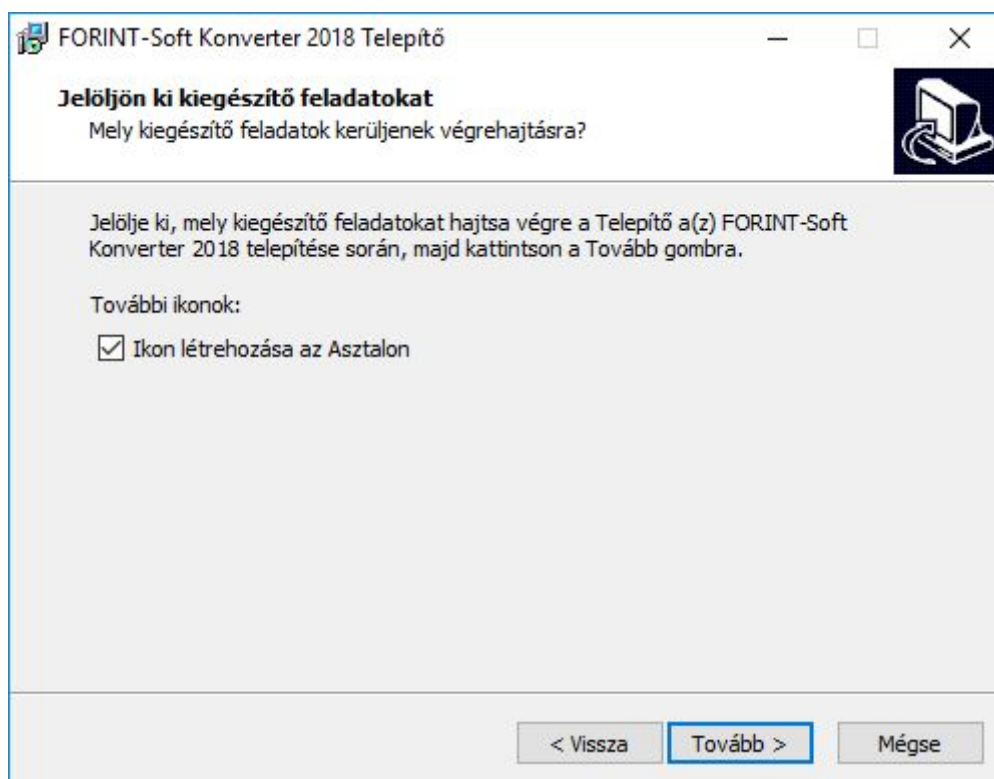 FORINT-Soft Konverter 2018 Telepítő
Jelöljön ki kiegészítő feladatokat
Mely kiegészítő feladatok kerüljenek végrehajtásra?
Jelölje ki, mely kiegészítő feladatokat hajtsa végre a Telepítő a(z) FORINT-Soft
Konverter 2018 telepítése során, majd kattintson a Tovább gombra.
További ikonok:
Ikon létrehozása az Asztalon
< Vissza
Tovább >
Mégse